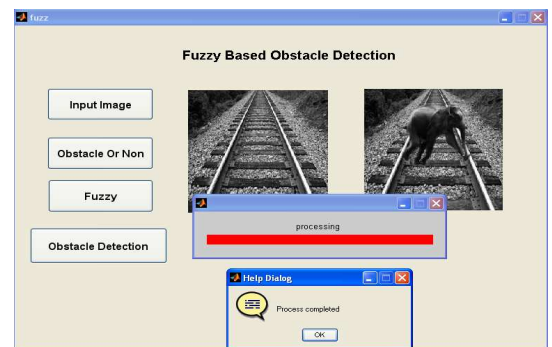 fuzz
Fuzzy Based Obstacle Detection
Input Image
Obstacle Or Non
Fuzzy
Obstacle Detection
processing
Help Dialog
Process completed
OK